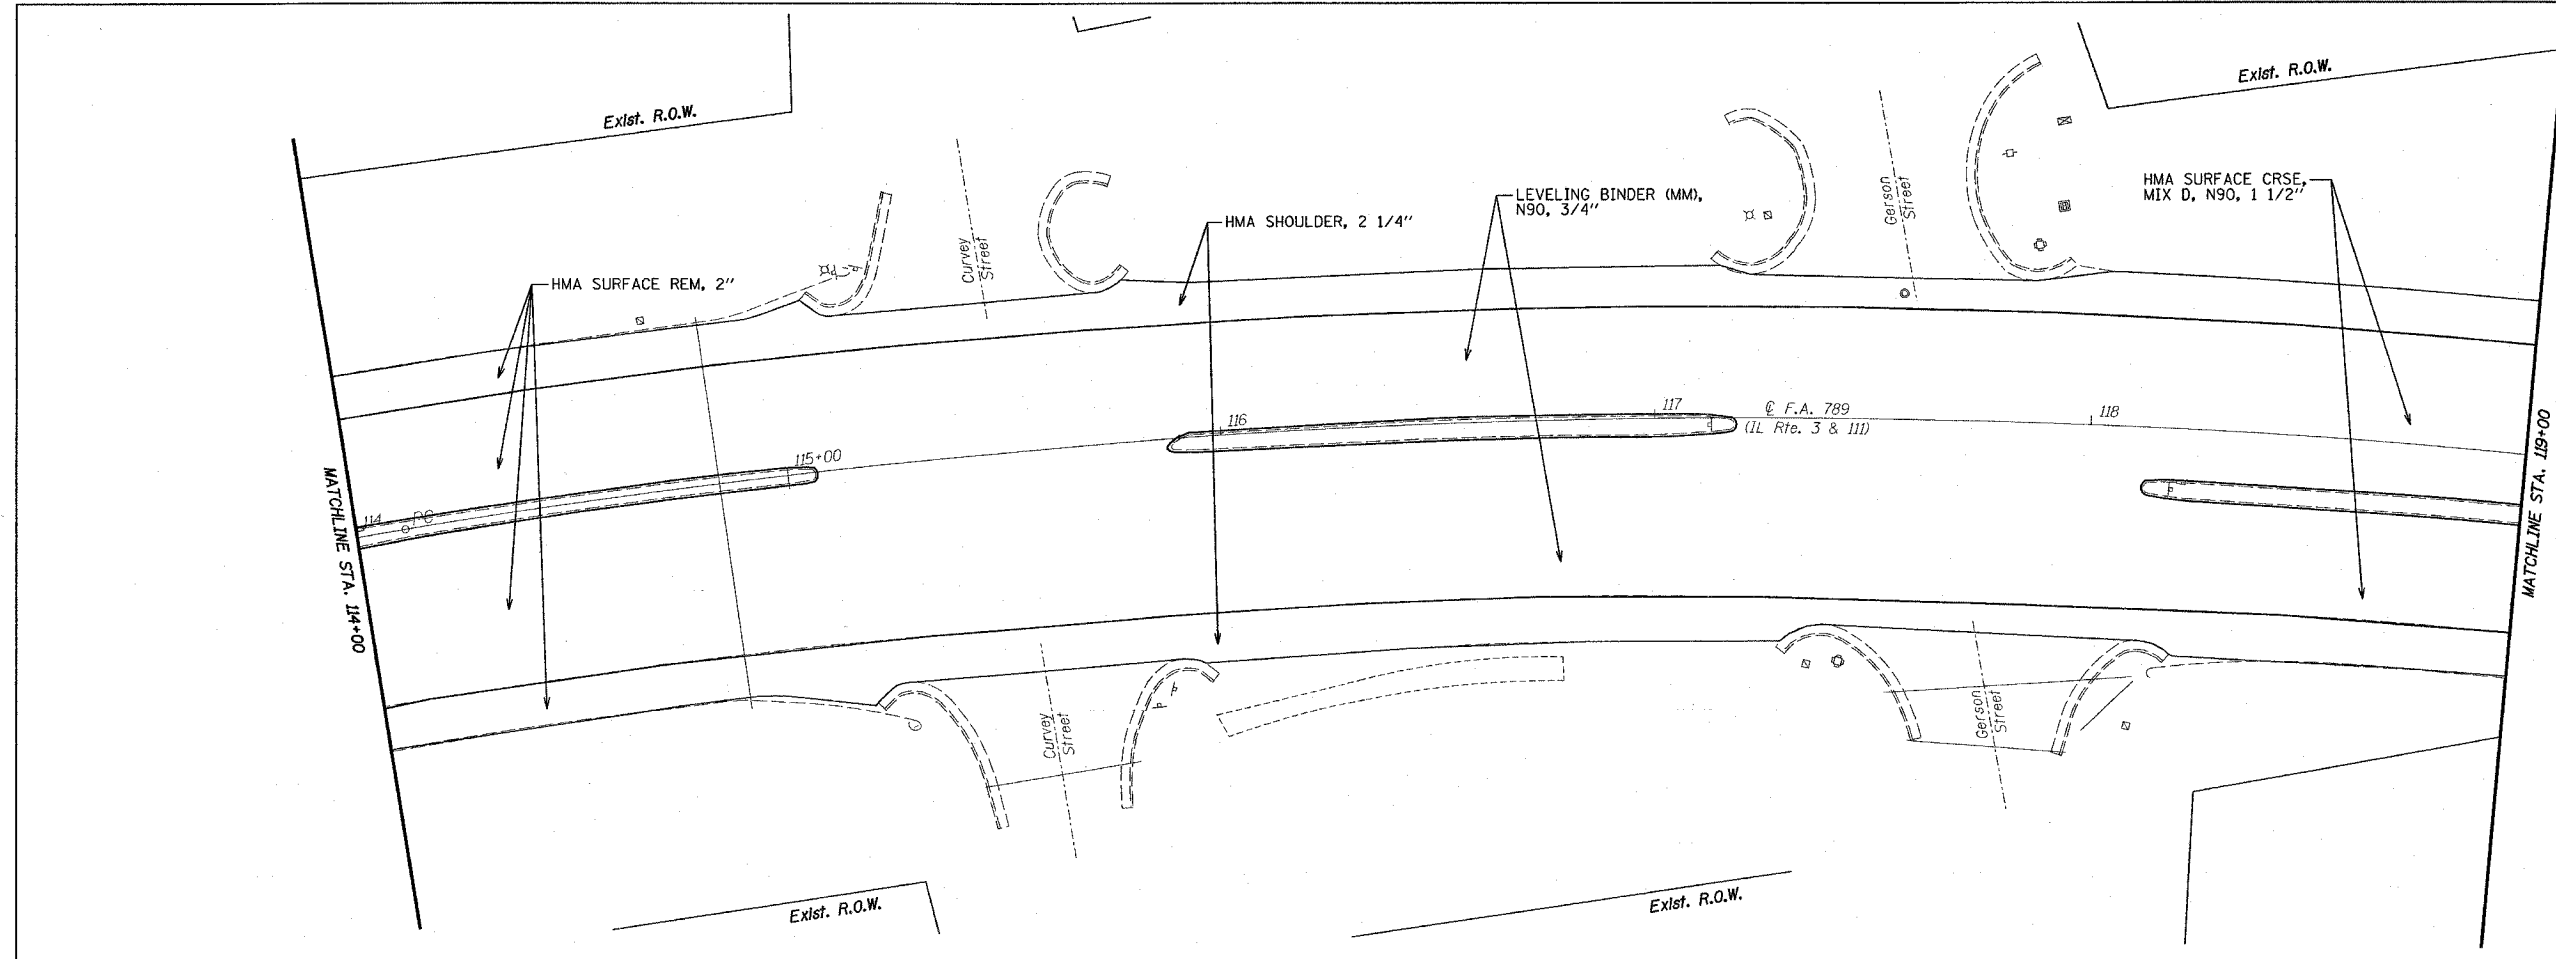 Exist. R.O.W.
Exist. R.O.W.
HMA SURFACE REM, 2"
Curvey
Street
HMA SHOULDER, 2 1/4"
LEVELING BINDER (MM),
N90, 3/4"
Gerson
Street
HMA SURFACE CRSE,
MIX D, N90, 1 1/2"
MATCHLINE STA. 114+00
114
PC
115+00
116
117
℄ F.A. 789
(IL Rte. 3 & 111)
118
MATCHLINE STA. 119+00
Curvey
Street
Gerson
Street
Exist. R.O.W.
Exist. R.O.W.